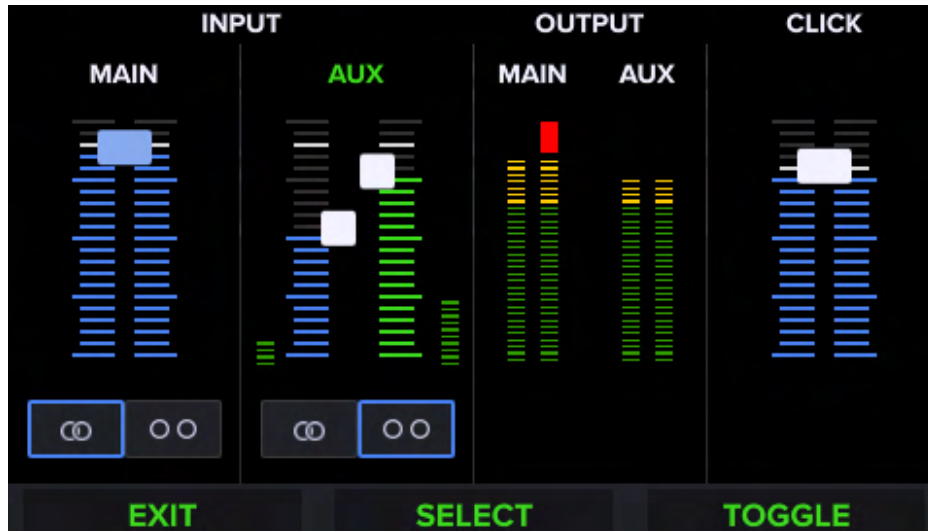 INPUT OUTPUT CLICK
MAIN AUX MAIN AUX
EXIT SELECT TOGGLE